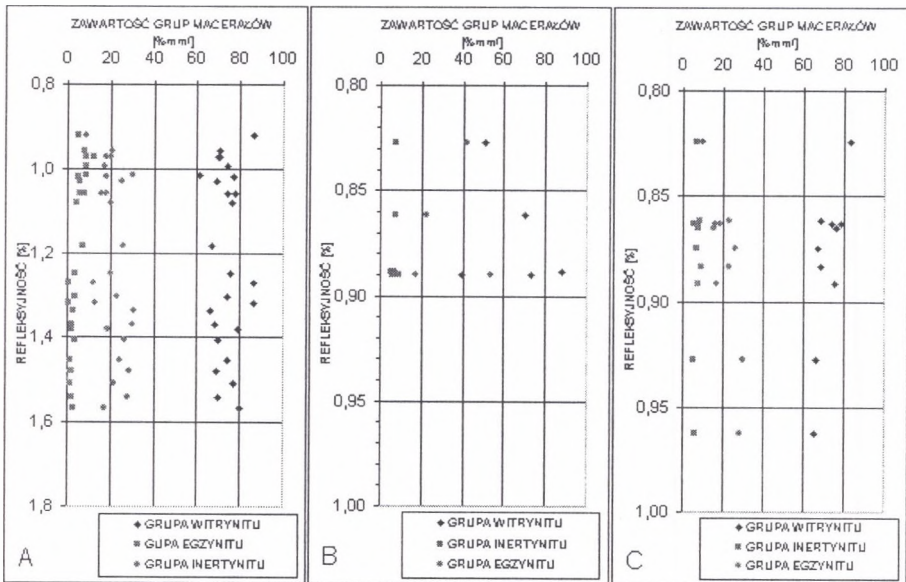 ZAWARTOŚĆ GRUP MACERAŁÓW
[%mmf]
0 20 40 60 80 100
0,8
1,0
1,2
1,4
1,6
1,8
REFLEKSYJNOŚĆ [%]
GRUPA WITRYNITU
GUPA EGZYNITU
GRUPA INERTYNITU
A
ZAWARTOŚĆ GRUP MACERAŁÓW
[%mmf]
0 20 40 60 80 100
0,80
0,85
0,90
0,95
1,00
REFLEKSYJNOŚĆ [%]
GRUPA WITRYNITU
GRUPA INERTYNITU
GRUPA EGZYNITU
B
ZAWARTOŚĆ GRUP MACERAŁÓW
[%mmf]
0 20 40 60 80 100
0,80
0,85
0,90
0,95
1,00
REFLEKSYJNOŚĆ [%]
GRUPA WITRYNITU
GRUPA INERTYNITU
GRUPA EGZYNITU
C